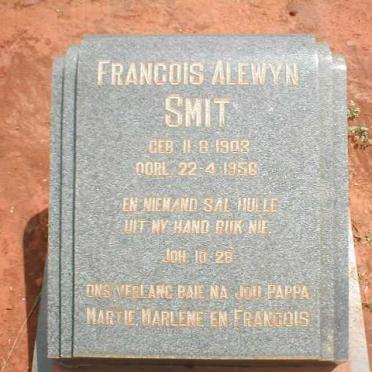 FRANCOIS ALEWYN
SMIT
GEB. 11-8-1903
OORL. 22-4-1956
EN NIEMAND SAL HULLE
UIT MY HAND RUK NIE.
JOH. 10-28
ONS VERLANG BAIE NA JOU PAPPA.
MARTIE, MARLENE EN FRANCOIS.